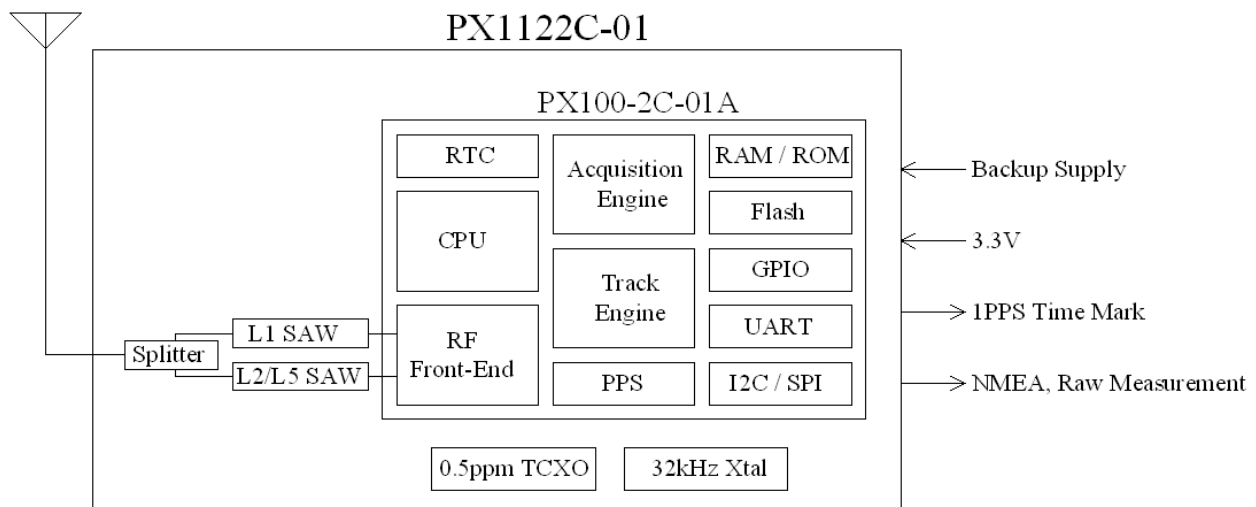 PX1122C-01
PX100-2C-01A
RTC
Acquisition
Engine
RAM / ROM
Backup Supply
CPU
Flash
3.3V
Track
Engine
GPIO
1PPS Time Mark
L1 SAW
RF
Front-End
UART
Splitter
L2/L5 SAW
PPS
I2C / SPI
NMEA, Raw Measurement
0.5ppm TCXO
32kHz Xtal